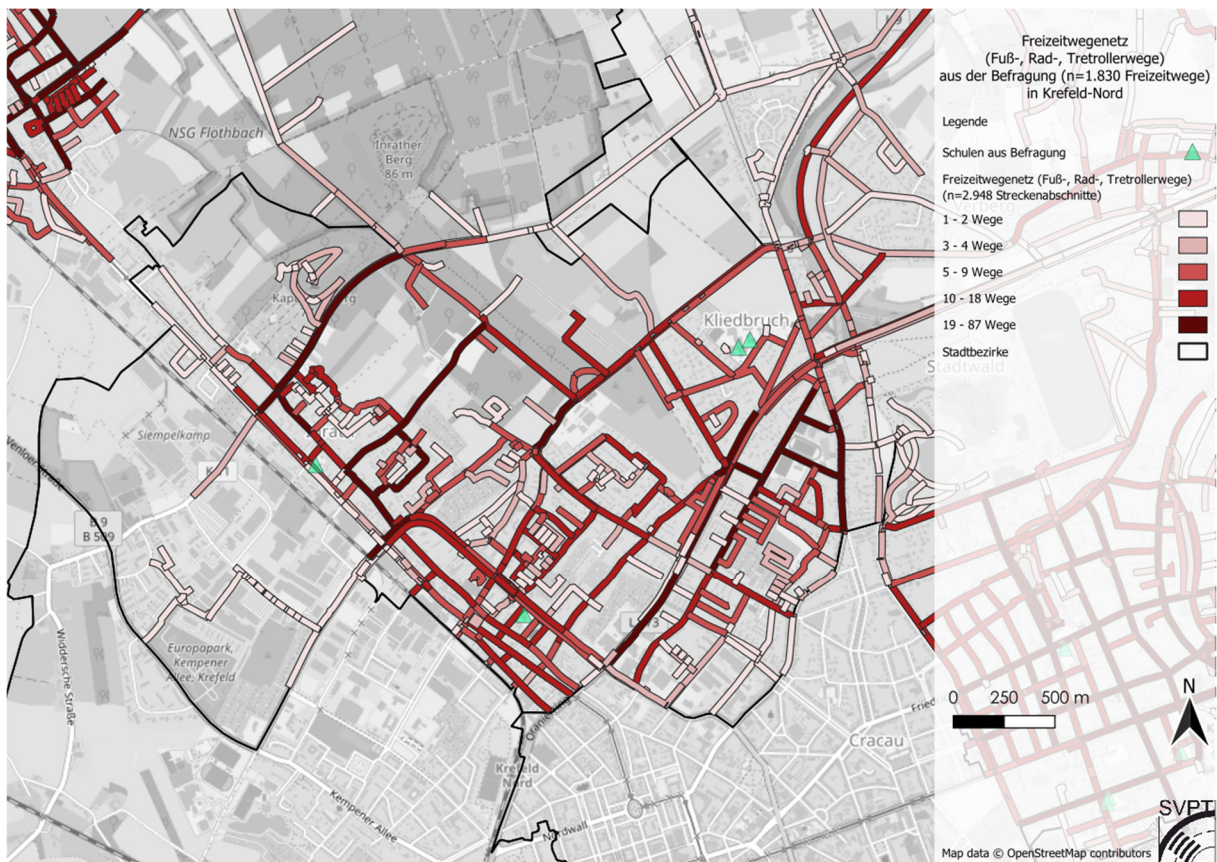 Freizeitwegenetz
(Fuß-, Rad-, Tretrollerwege)
aus der Befragung (n=1.830 Freizeitwege)
in Krefeld-Nord
Legende
Schulen aus Befragung
Freizeitwegenetz (Fuß-, Rad-, Tretrollerwege)
(n=2.948 Streckenabschnitte)
1 - 2 Wege
3 - 4 Wege
5 - 9 Wege
10 - 18 Wege
19 - 87 Wege
Stadtbezirke
NSG Flothbach
Inrather
Berg
86 m
Kliedbruch
Verberg
Stadtwald
Siempelkamp
Venloer Straße
B 9
B 509
Europapark,
Kempener
Allee, Krefeld
Widdersche Straße
Krefeld
Nord
Kempener Allee
Nordwall
Cracau
0 250 500 m
N
SVPT
Map data © OpenStreetMap contributors